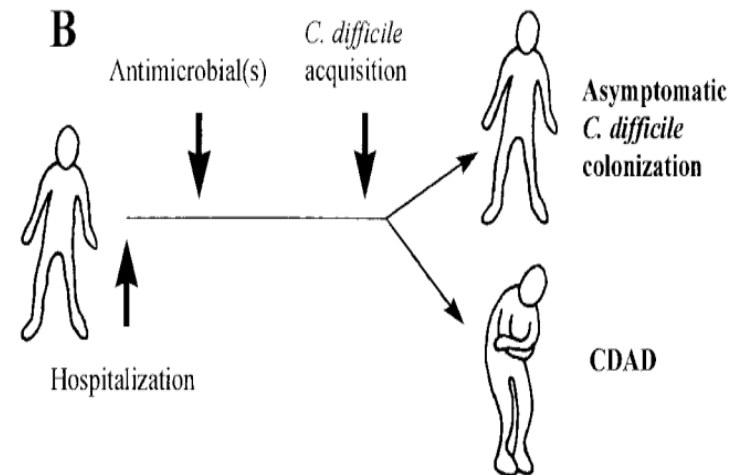 B
Antimicrobial(s)
C. difficile
acquisition
Hospitalization
Asymptomatic
C. difficile
colonization
CDAD